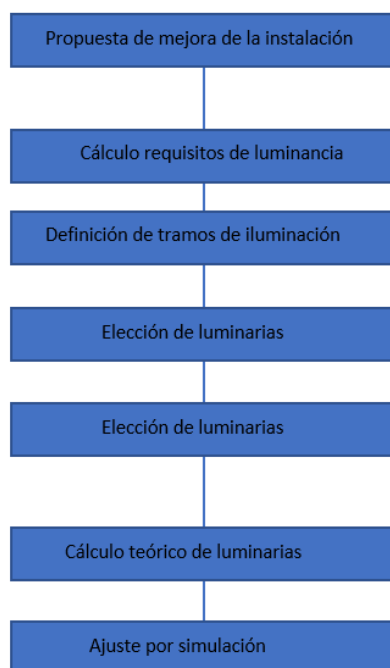 Propuesta de mejora de la instalación
Cálculo requisitos de luminancia
Definición de tramos de iluminación
Elección de luminarias
Elección de luminarias
Cálculo teórico de luminarias
Ajuste por simulación